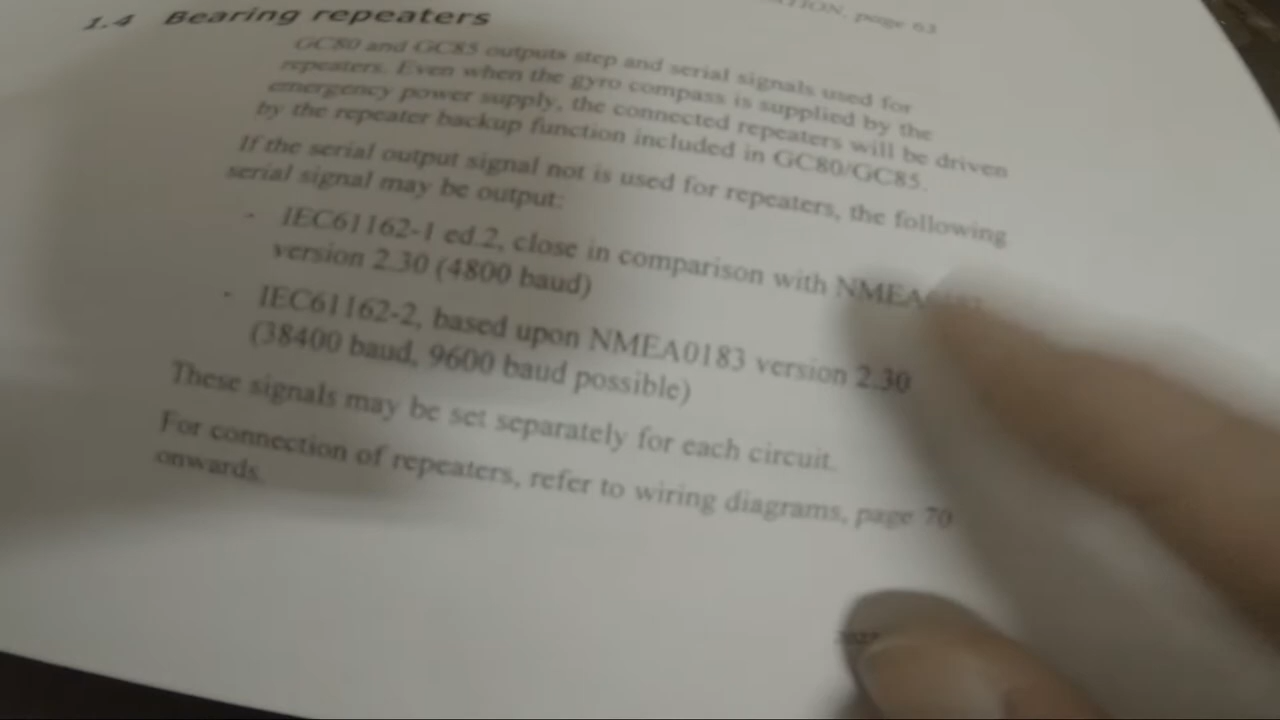 page 63
1.4 Bearing repeaters
GC80 and GC85 outputs step and serial signals used for
repeaters. Even when the gyro compass is supplied by the
emergency power supply, the connected repeaters will be driven
by the repeater backup function included in GC80/GC85.
If the serial output signal not is used for repeaters, the following
serial signal may be output:
- IEC61162-1 ed.2, close in comparison with
version 2.30 (4800 baud)
- IEC61162-2, based upon NMEA0183 version 2.30
(38400 baud, 9600 baud possible)
These signals may be set separately for each circuit.
For connection of repeaters, refer to wiring diagrams, page 70
onwards.